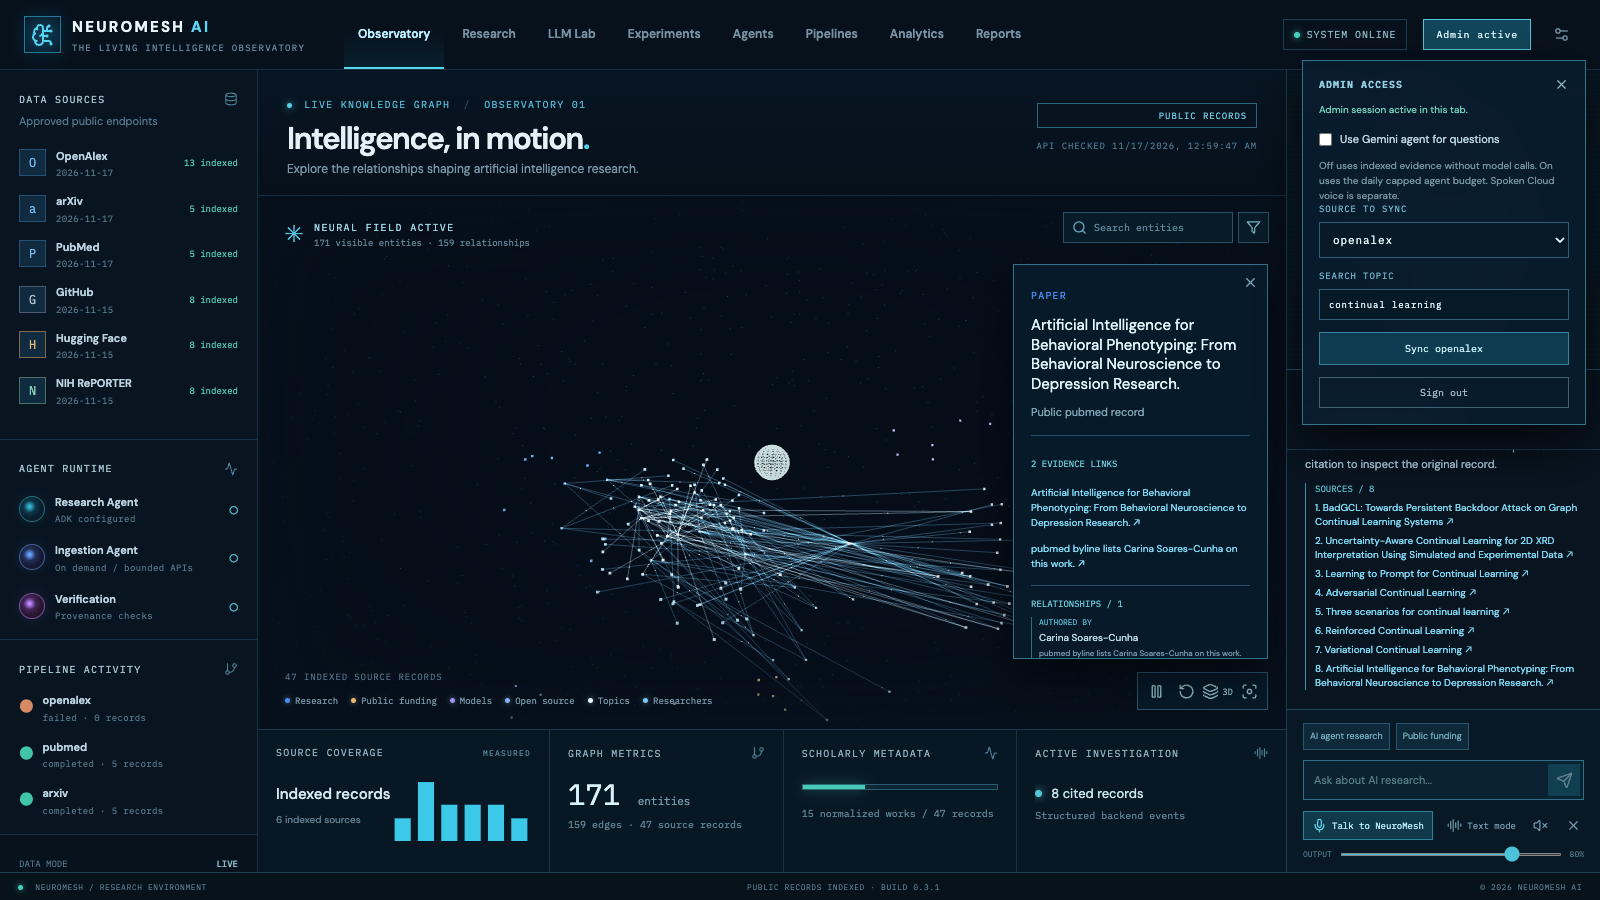 NEUROMESH AI
THE LIVING INTELLIGENCE OBSERVATORY
Observatory
Research
LLM Lab
Experiments
Agents
Pipelines
Analytics
Reports
SYSTEM ONLINE
Admin active
DATA SOURCES
Approved public endpoints
O
OpenAlex
2026-11-17
13 indexed
a
arXiv
2026-11-17
5 indexed
P
PubMed
2026-11-17
5 indexed
G
GitHub
2026-11-15
8 indexed
H
Hugging Face
2026-11-15
8 indexed
N
NIH RePORTER
2026-11-15
8 indexed
AGENT RUNTIME
Research Agent
ADK configured
Ingestion Agent
On demand / bounded APIs
Verification
Provenance checks
PIPELINE ACTIVITY
openalex
failed · 0 records
pubmed
completed · 5 records
arxiv
completed · 5 records
DATA MODE
LIVE
LIVE KNOWLEDGE GRAPH / OBSERVATORY 01
Intelligence, in motion.
Explore the relationships shaping artificial intelligence research.
PUBLIC RECORDS
API CHECKED 11/17/2026, 12:59:47 AM
NEURAL FIELD ACTIVE
171 visible entities · 159 relationships
Search entities
PAPER
Artificial Intelligence for
Behavioral Phenotyping: From
Behavioral Neuroscience to
Depression Research.
Public pubmed record
2 EVIDENCE LINKS
Artificial Intelligence for Behavioral
Phenotyping: From Behavioral Neuroscience to
Depression Research. ↗
pubmed byline lists Carina Soares-Cunha on
this work. ↗
RELATIONSHIPS / 1
AUTHORED BY
Carina Soares-Cunha
pubmed byline lists Carina Soares-Cunha on this work.
47 INDEXED SOURCE RECORDS
Research
Public funding
Models
Open source
Topics
Researchers
3D
SOURCE COVERAGE
MEASURED
Indexed records
6 indexed sources
GRAPH METRICS
171 entities
159 edges · 47 source records
SCHOLARLY METADATA
15 normalized works / 47 records
ACTIVE INVESTIGATION
8 cited records
Structured backend events
ADMIN ACCESS
Admin session active in this tab.
Use Gemini agent for questions
Off uses indexed evidence without model calls. On
uses the daily capped agent budget. Spoken Cloud
voice is separate.
SOURCE TO SYNC
openalex
SEARCH TOPIC
continual learning
Sync openalex
Sign out
citation to inspect the original record.
SOURCES / 8
1. BadGCL: Towards Persistent Backdoor Attack on Graph
Continual Learning Systems ↗
2. Uncertainty-Aware Continual Learning for 2D XRD
Interpretation Using Simulated and Experimental Data ↗
3. Learning to Prompt for Continual Learning ↗
4. Adversarial Continual Learning ↗
5. Three scenarios for continual learning ↗
6. Reinforced Continual Learning ↗
7. Variational Continual Learning ↗
8. Artificial Intelligence for Behavioral Phenotyping: From
Behavioral Neuroscience to Depression Research. ↗
AI agent research
Public funding
Ask about AI research...
Talk to NeuroMesh
Text mode
OUTPUT
80%
NEUROMESH / RESEARCH ENVIRONMENT
PUBLIC RECORDS INDEXED · BUILD 0.3.1
© 2026 NEUROMESH AI